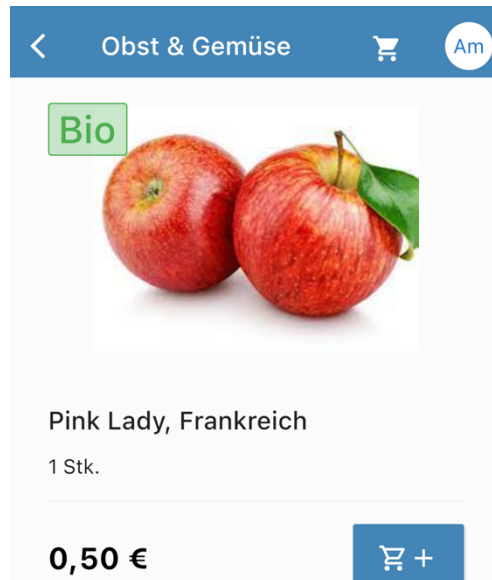 Obst & Gemüse
Am
Bio
Pink Lady, Frankreich
1 Stk.
0,50 €
+